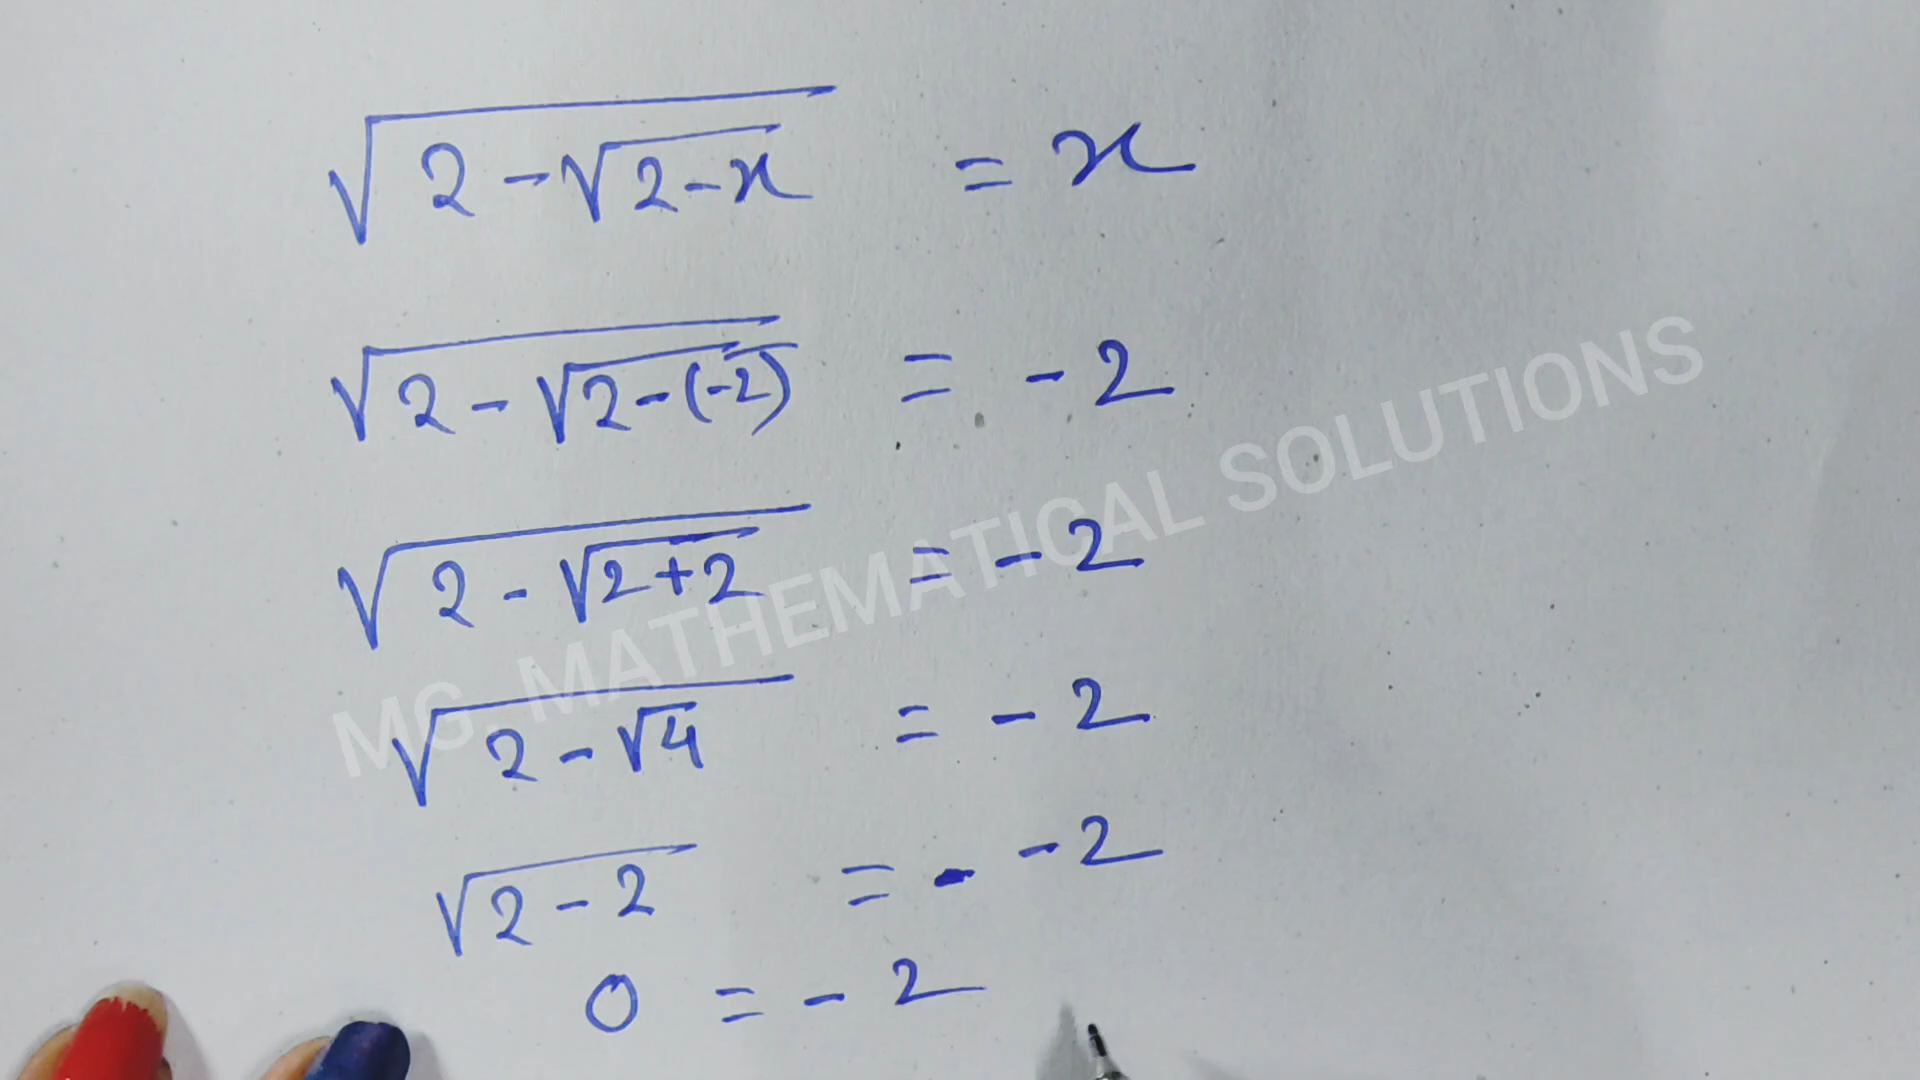 √(2-√(2-x)) = x
√(2-√(2-(-2))) = -2
√(2-√(2+2)) = -2
√(2-√4) = -2
√(2-2) = - -2
0 = -2
MG. MATHEMATICAL SOLUTIONS